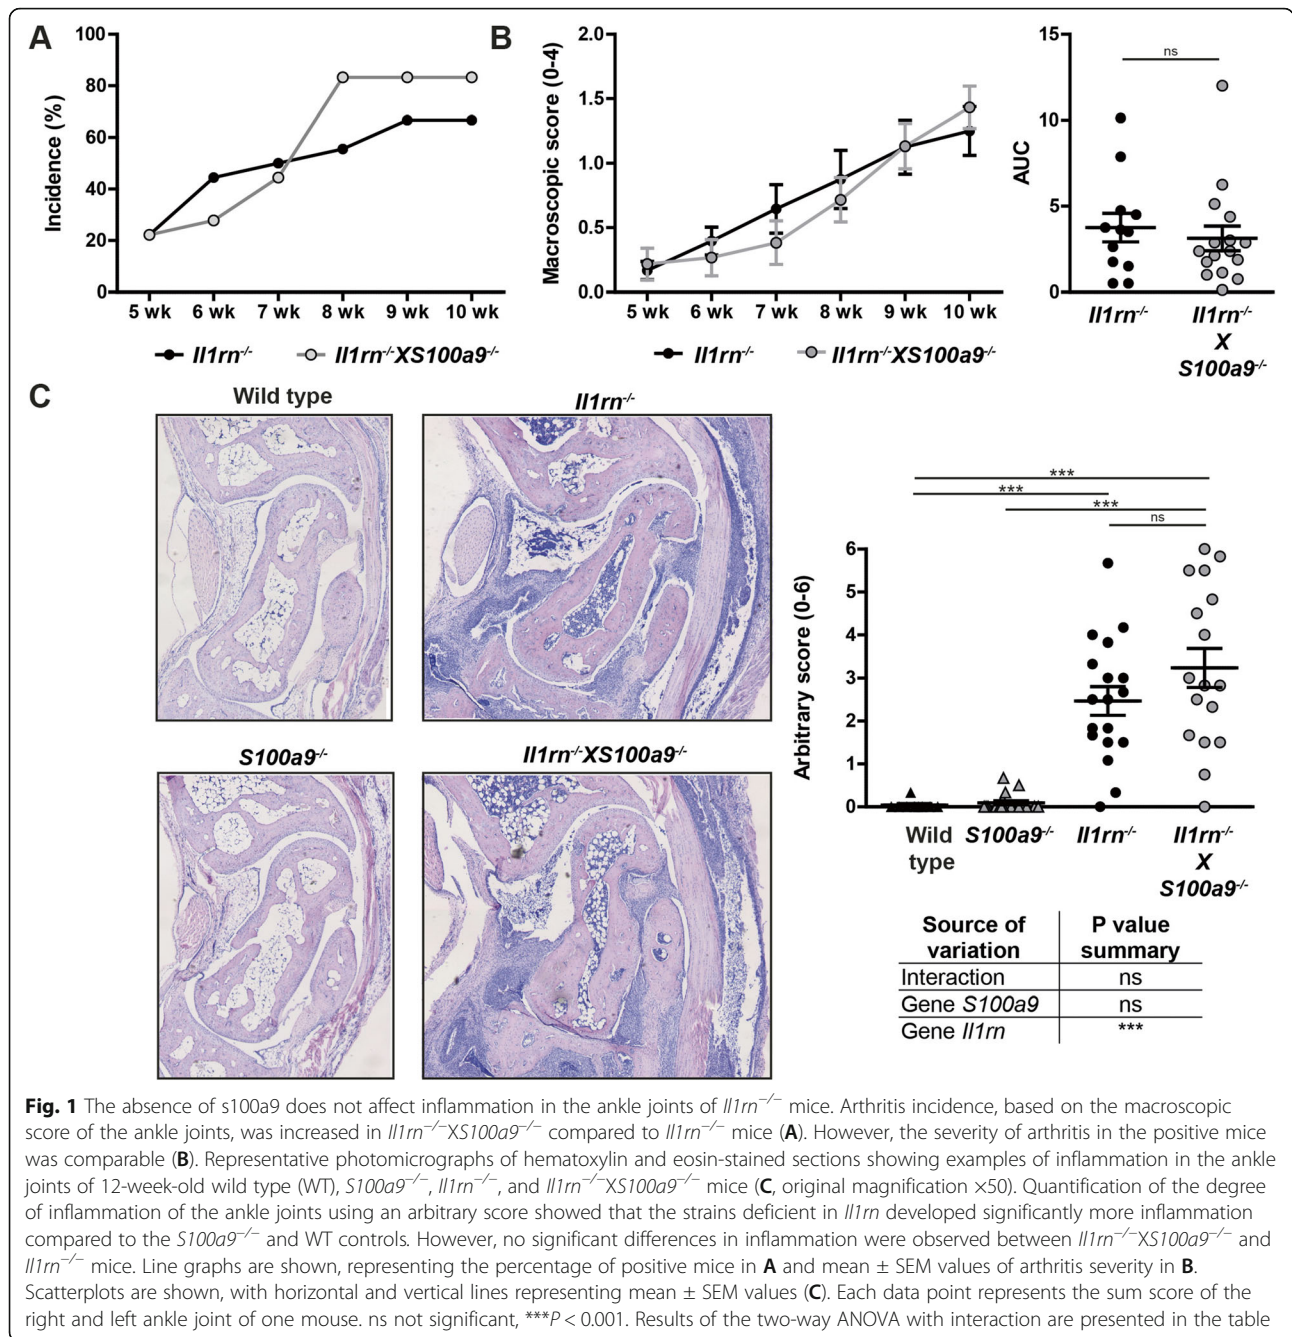 A
100
80
60
40
20
0
Incidence (%)
5 wk 6 wk 7 wk 8 wk 9 wk 10 wk
Il1rn-/- Il1rn-/-XS100a9-/-
B
2.0
1.5
1.0
0.5
0.0
Macroscopic score (0-4)
5 wk 6 wk 7 wk 8 wk 9 wk 10 wk
Il1rn-/- Il1rn-/-XS100a9-/-
15
10
5
0
AUC
ns
Il1rn-/- Il1rn-/-
X
S100a9-/-
C
Wild type Il1rn-/-
S100a9-/- Il1rn-/-XS100a9-/-
***
***
***
ns
6
5
4
3
2
1
0
Arbitrary score (0-6)
Wild S100a9-/- Il1rn-/- Il1rn-/-
type X
S100a9-/-
Source of P value
variation summary
Interaction ns
Gene S100a9 ns
Gene Il1rn ***
Fig. 1 The absence of s100a9 does not affect inflammation in the ankle joints of Il1rn−/− mice. Arthritis incidence, based on the macroscopic
score of the ankle joints, was increased in Il1rn−/−XS100a9−/− compared to Il1rn−/− mice (A). However, the severity of arthritis in the positive mice
was comparable (B). Representative photomicrographs of hematoxylin and eosin-stained sections showing examples of inflammation in the ankle
joints of 12-week-old wild type (WT), S100a9−/−, Il1rn−/−, and Il1rn−/−XS100a9−/− mice (C, original magnification ×50). Quantification of the degree
of inflammation of the ankle joints using an arbitrary score showed that the strains deficient in Il1rn developed significantly more inflammation
compared to the S100a9−/− and WT controls. However, no significant differences in inflammation were observed between Il1rn−/−XS100a9−/− and
Il1rn−/− mice. Line graphs are shown, representing the percentage of positive mice in A and mean ± SEM values of arthritis severity in B.
Scatterplots are shown, with horizontal and vertical lines representing mean ± SEM values (C). Each data point represents the sum score of the
right and left ankle joint of one mouse. ns not significant, ***P < 0.001. Results of the two-way ANOVA with interaction are presented in the table